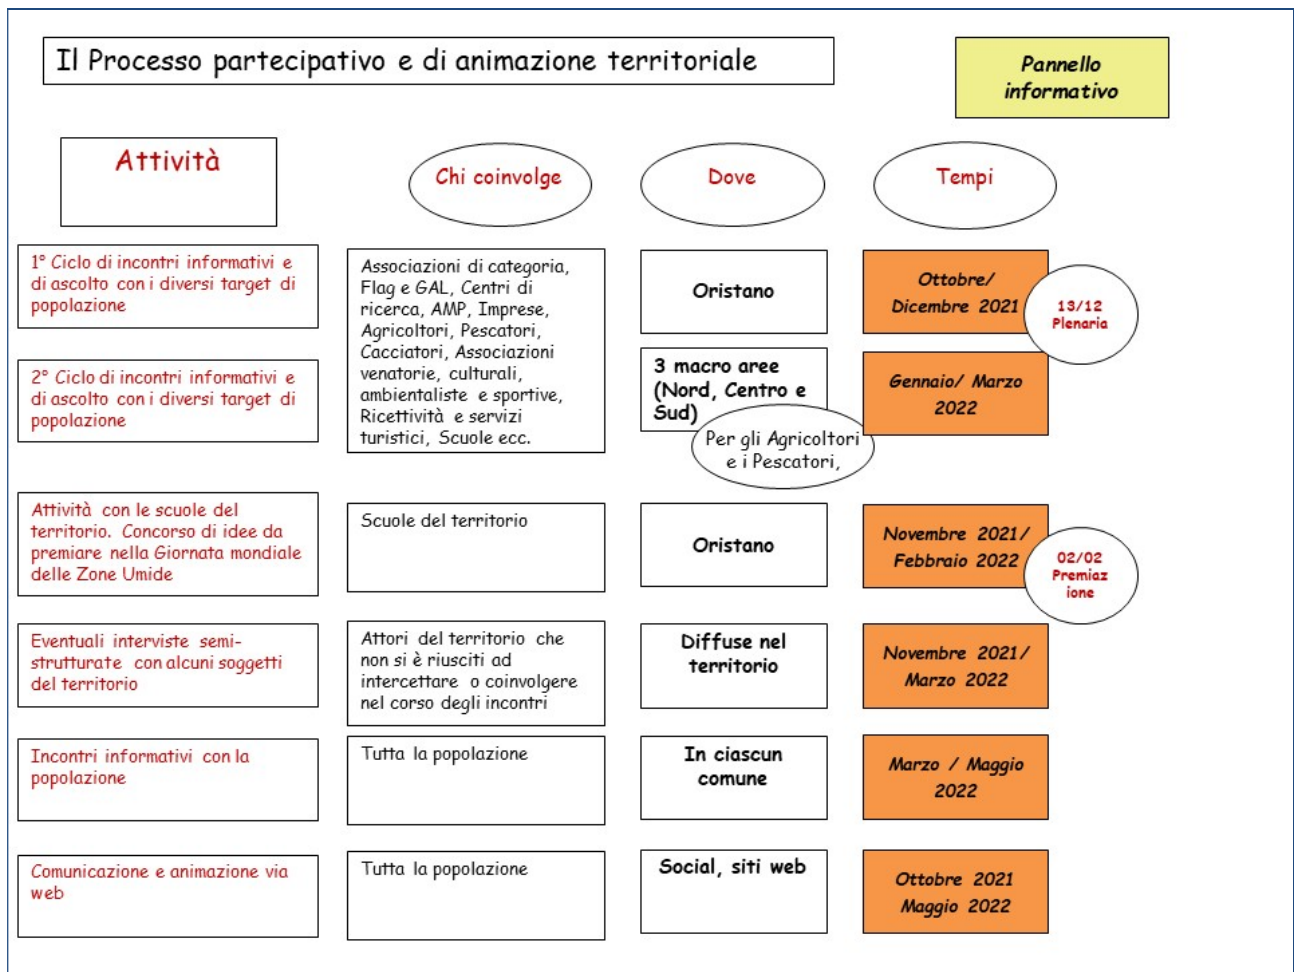 Il Processo partecipativo e di animazione territoriale
Pannello
informativo
Attività
Chi coinvolge
Dove
Tempi
1° Ciclo di incontri informativi e
di ascolto con i diversi target di
popolazione
Associazioni di categoria,
Flag e GAL, Centri di
ricerca, AMP, Imprese,
Agricoltori, Pescatori,
Cacciatori, Associazioni
venatorie, culturali,
ambientaliste e sportive,
Ricettività e servizi
turistici, Scuole ecc.
Oristano
Ottobre/
Dicembre 2021
13/12
Plenaria
2° Ciclo di incontri informativi e
di ascolto con i diversi target di
popolazione
3 macro aree
(Nord, Centro e
Sud)
Per gli Agricoltori
e i Pescatori,
Gennaio/ Marzo
2022
Attività con le scuole del
territorio. Concorso di idee da
premiare nella Giornata mondiale
delle Zone Umide
Scuole del territorio
Oristano
Novembre 2021/
Febbraio 2022
02/02
Premiaz
ione
Eventuali interviste semi-
strutturate con alcuni soggetti
del territorio
Attori del territorio che
non si è riusciti ad
intercettare o coinvolgere
nel corso degli incontri
Diffuse nel
territorio
Novembre 2021/
Marzo 2022
Incontri informativi con la
popolazione
Tutta la popolazione
In ciascun
comune
Marzo / Maggio
2022
Comunicazione e animazione via
web
Tutta la popolazione
Social, siti web
Ottobre 2021
Maggio 2022